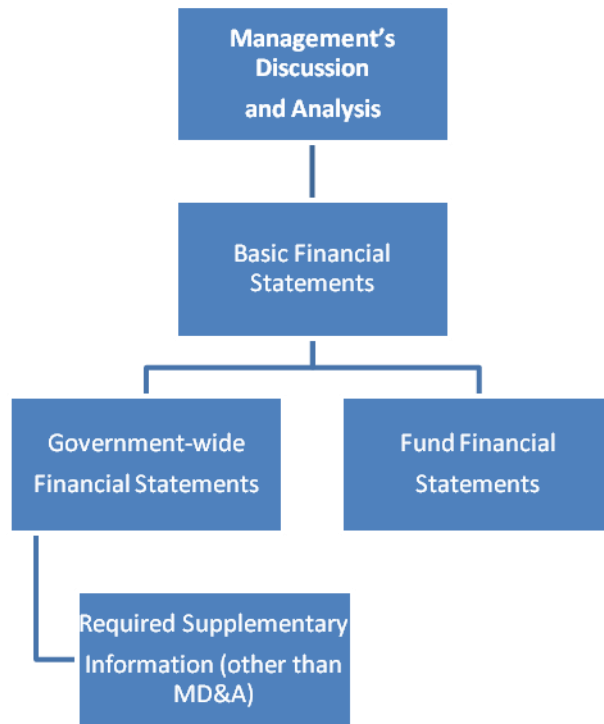 Management’s
Discussion
and Analysis
Basic Financial
Statements
Government-wide
Financial Statements
Fund Financial
Statements
Required Supplementary
Information (other than
MD&A)